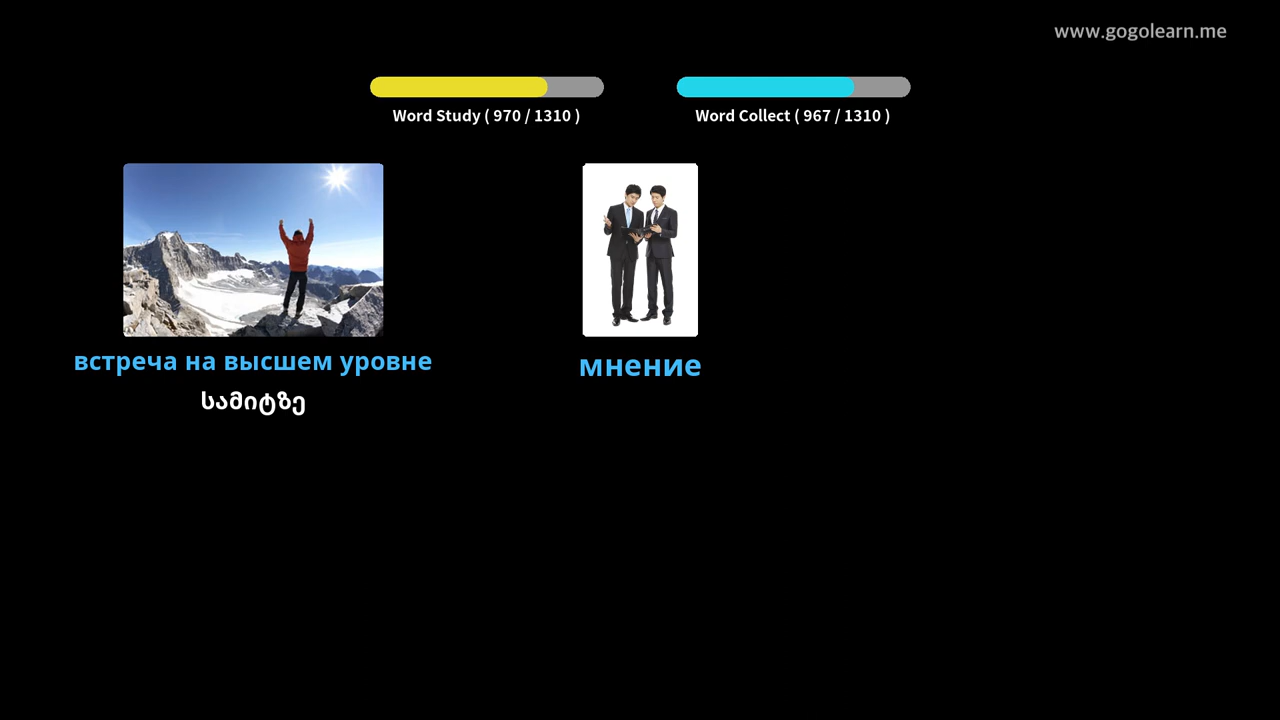 www.gogolearn.me
Word Study ( 970 / 1310 )
Word Collect ( 967 / 1310 )
встреча на высшем уровне
სამიტზე
мнение